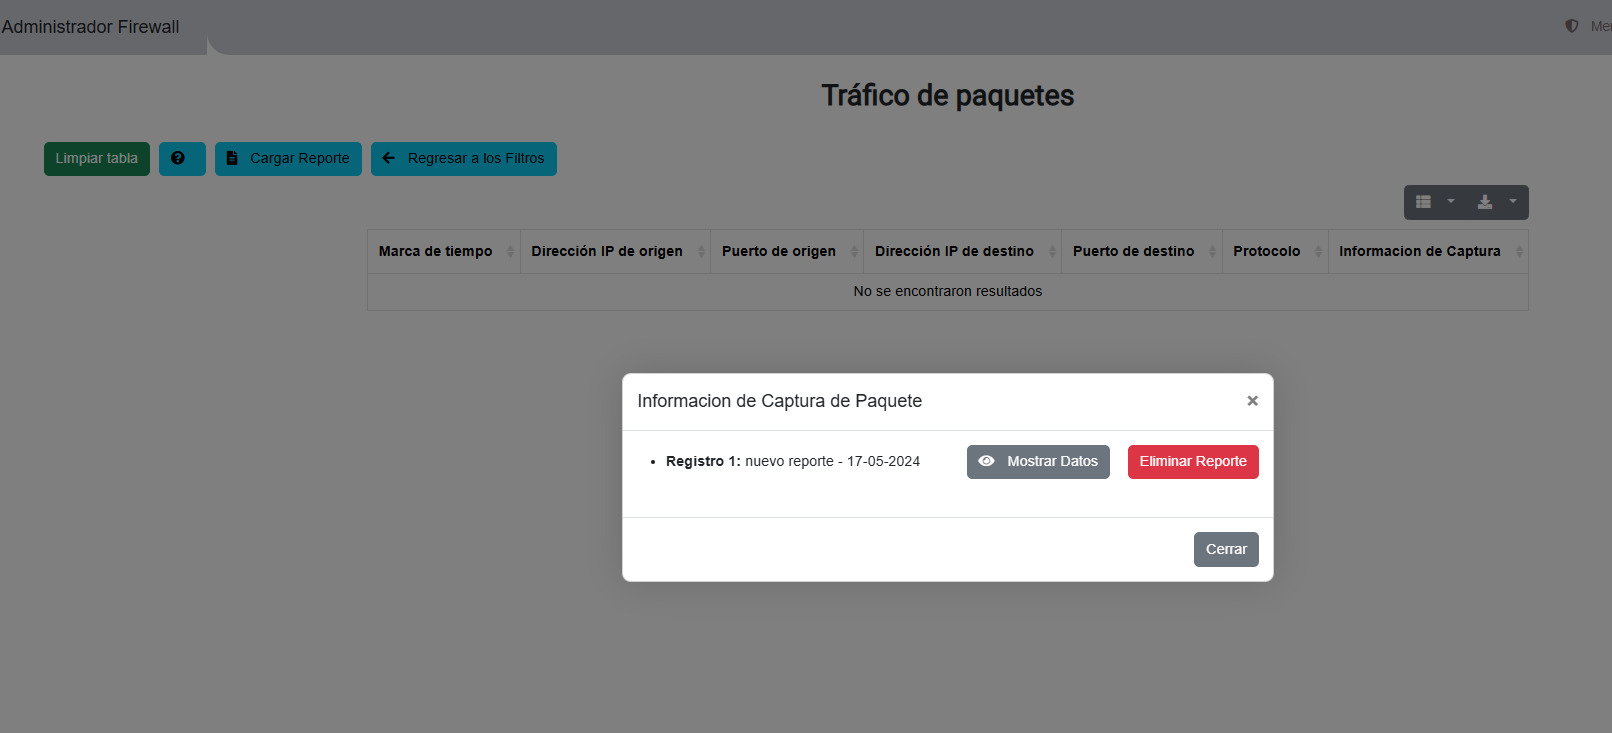 Administrador Firewall
Tráfico de paquetes
Limpiar tabla Cargar Reporte Regresar a los Filtros
Marca de tiempo Dirección IP de origen Puerto de origen Dirección IP de destino Puerto de destino Protocolo Informacion de Captura
No se encontraron resultados
Informacion de Captura de Paquete ×
• Registro 1: nuevo reporte - 17-05-2024 Mostrar Datos Eliminar Reporte
Cerrar